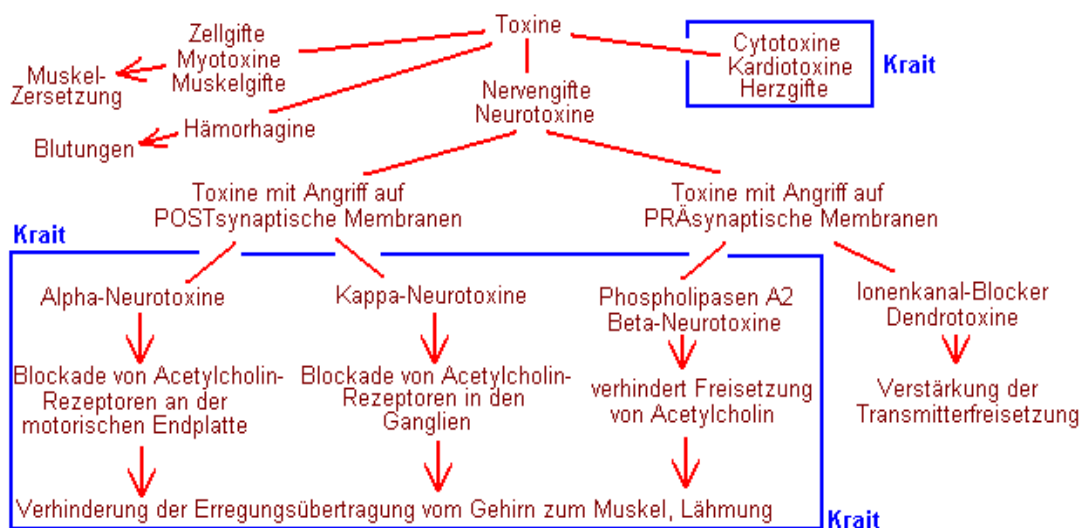 Toxine
Zellgifte
Myotoxine
Muskelgifte
Muskel-
Zersetzung
Cytotoxine
Kardiotoxine
Herzgifte
Krait
Nervengifte
Neurotoxine
Hämorhagine
Blutungen
Toxine mit Angriff auf
POSTsynaptische Membranen
Toxine mit Angriff auf
PRÄsynaptische Membranen
Krait
Alpha-Neurotoxine
Kappa-Neurotoxine
Phospholipasen A2
Beta-Neurotoxine
Ionenkanal-Blocker
Dendrotoxine
Blockade von Acetylcholin-
Rezeptoren an der
motorischen Endplatte
Blockade von Acetylcholin-
Rezeptoren in den
Ganglien
verhindert Freisetzung
von Acetylcholin
Verstärkung der
Transmitterfreisetzung
Verhinderung der Erregungsübertragung vom Gehirn zum Muskel, Lähmung
Krait